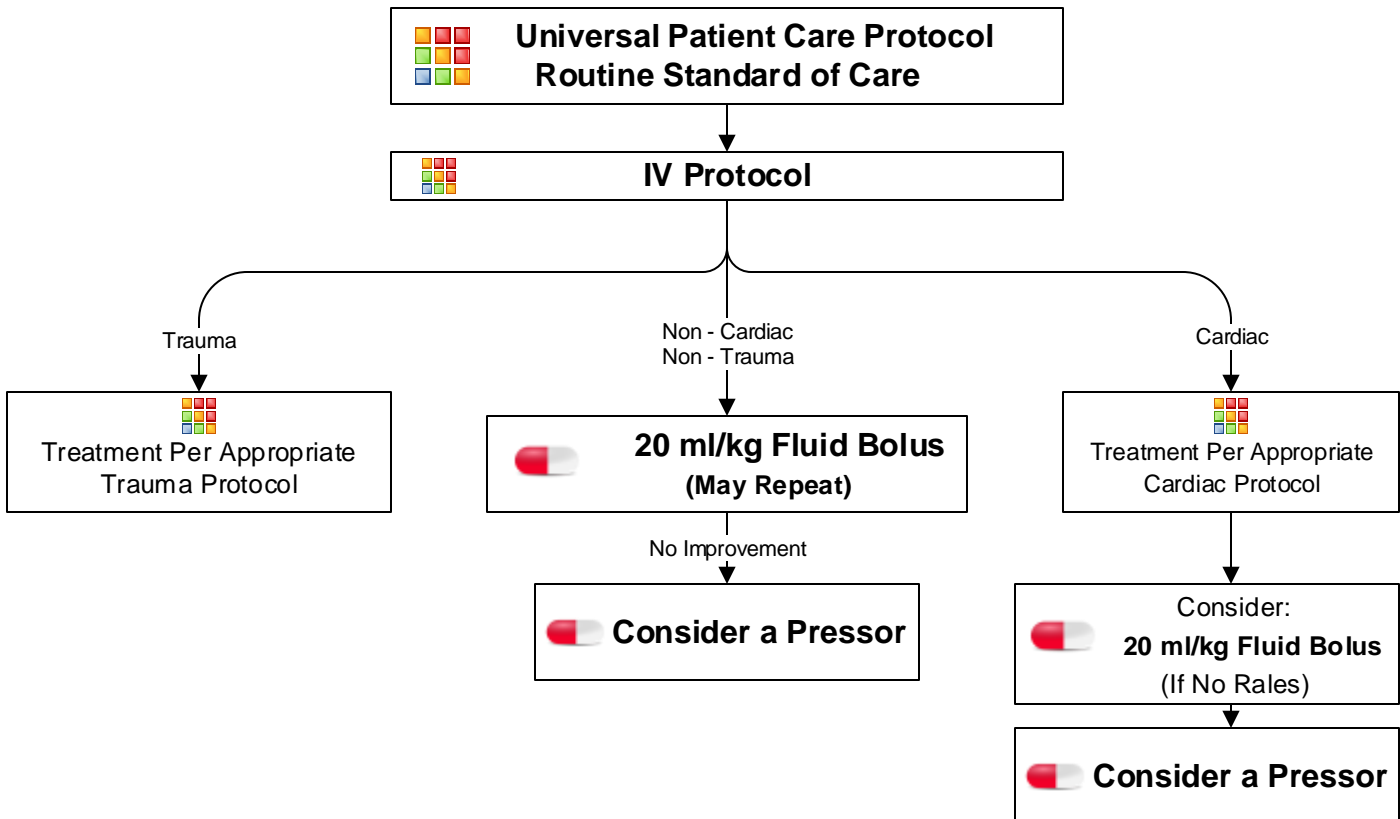 Universal Patient Care Protocol
Routine Standard of Care
IV Protocol
Trauma
Non - Cardiac
Non - Trauma
Cardiac
Treatment Per Appropriate
Trauma Protocol
20 ml/kg Fluid Bolus
(May Repeat)
Treatment Per Appropriate
Cardiac Protocol
No Improvement
Consider a Pressor
Consider:
20 ml/kg Fluid Bolus
(If No Rales)
Consider a Pressor